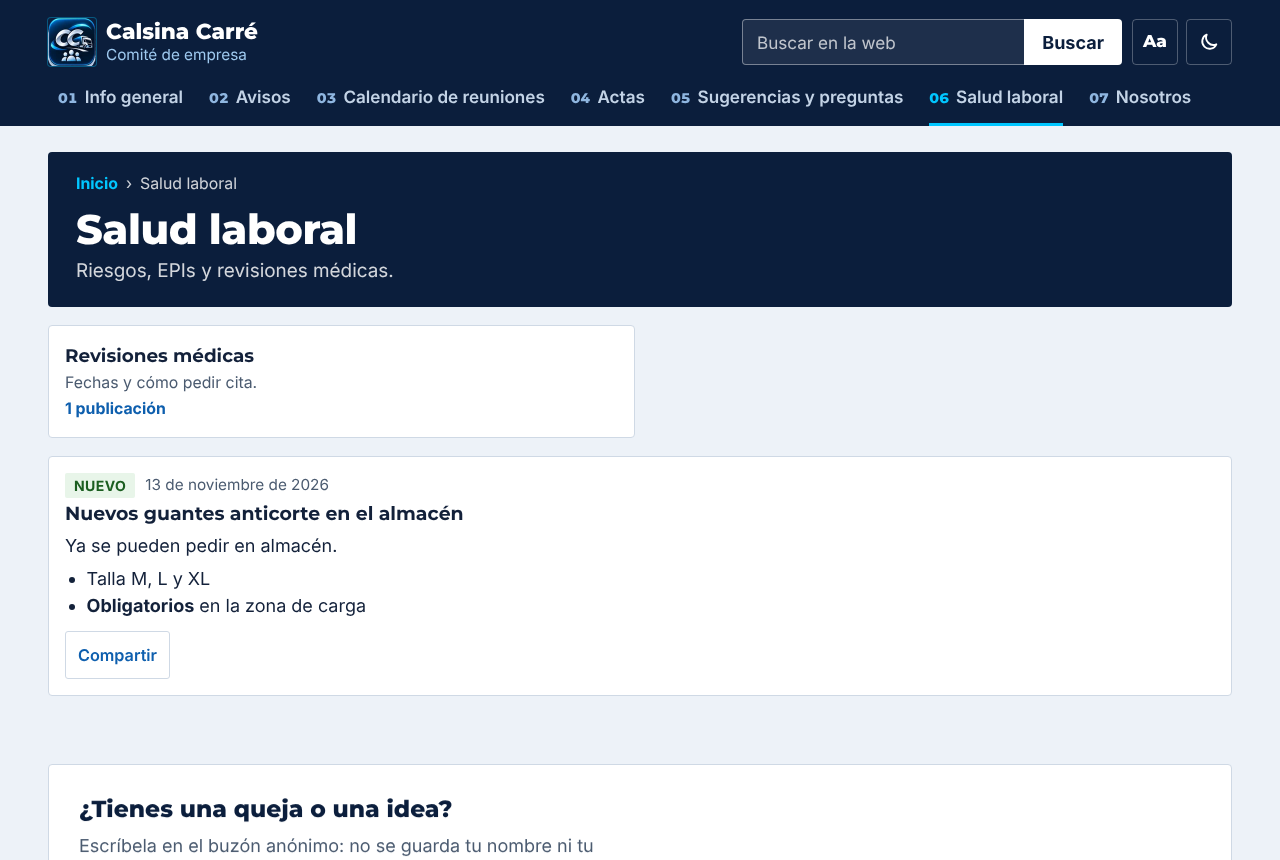 Calsina Carré
Comité de empresa
Buscar en la web
Buscar
Aa
01 Info general
02 Avisos
03 Calendario de reuniones
04 Actas
05 Sugerencias y preguntas
06 Salud laboral
07 Nosotros
Inicio › Salud laboral
Salud laboral
Riesgos, EPIs y revisiones médicas.
Revisiones médicas
Fechas y cómo pedir cita.
1 publicación
NUEVO 13 de noviembre de 2026
Nuevos guantes anticorte en el almacén
Ya se pueden pedir en almacén.
• Talla M, L y XL
• Obligatorios en la zona de carga
Compartir
¿Tienes una queja o una idea?
Escríbela en el buzón anónimo: no se guarda tu nombre ni tu